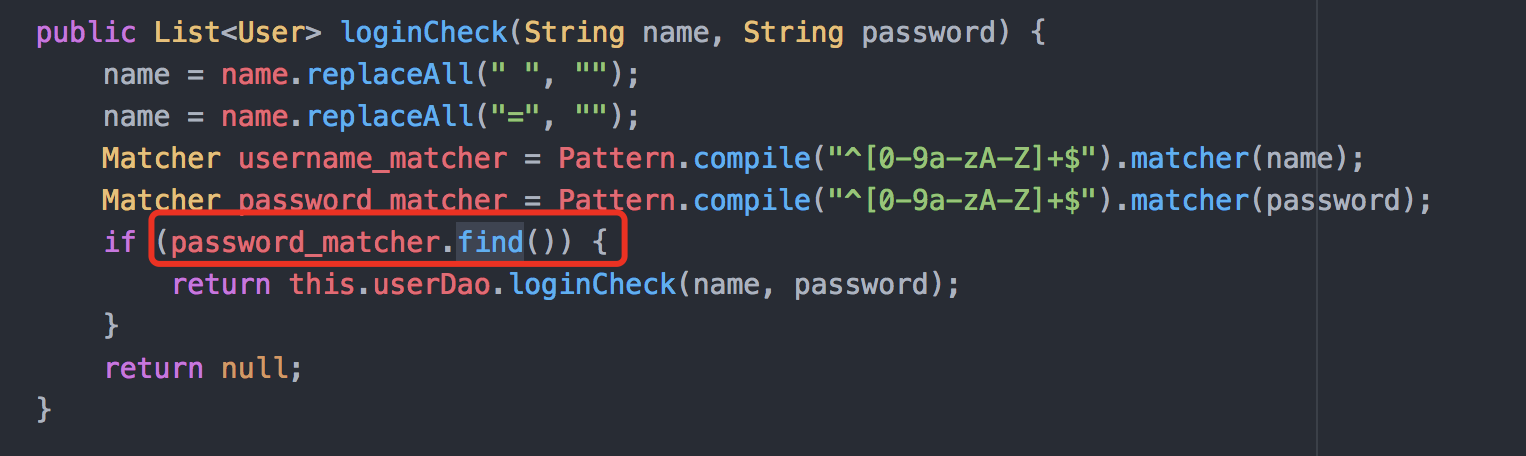 public List<User> loginCheck(String name, String password) {
    name = name.replaceAll(" ", "");
    name = name.replaceAll("=", "");
    Matcher username_matcher = Pattern.compile("^[0-9a-zA-Z]+$").matcher(name);
    Matcher password_matcher = Pattern.compile("^[0-9a-zA-Z]+$").matcher(password);
    if (password_matcher.find()) {
        return this.userDao.loginCheck(name, password);
    }
    return null;
}